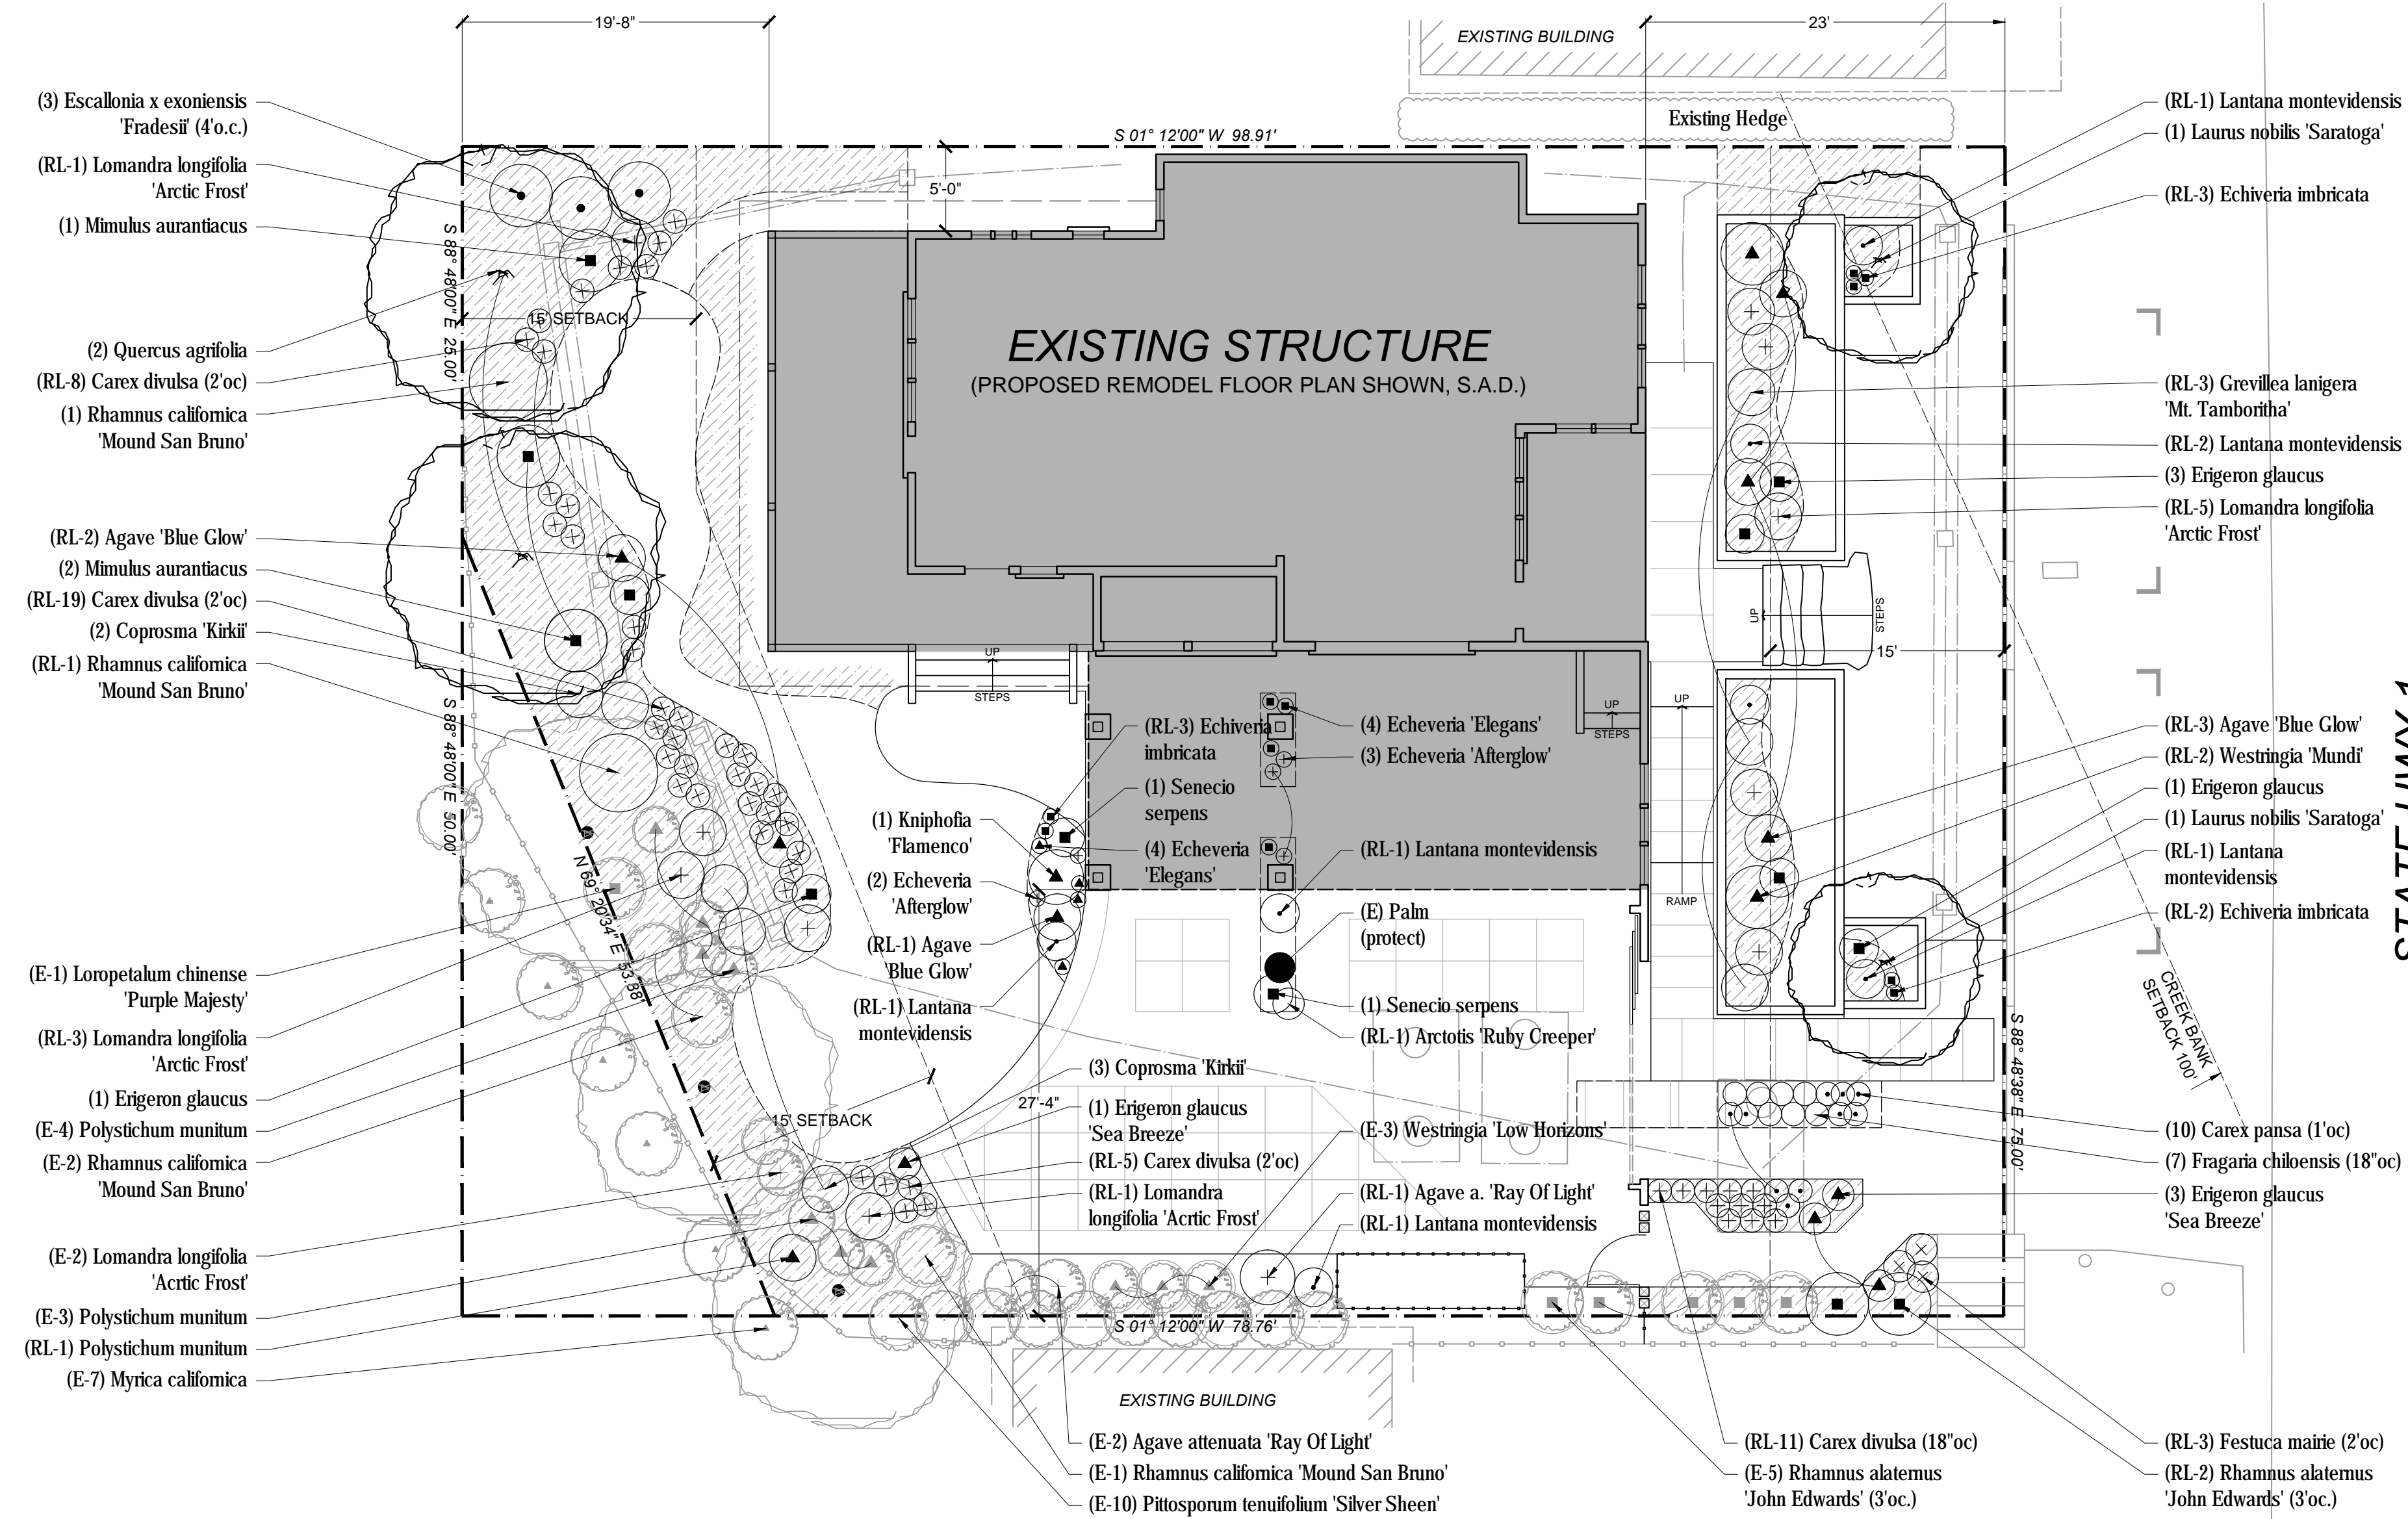 19'-8"
23'
EXISTING BUILDING
Existing Hedge
S 01° 12'00" W  98.91'
5'-0"
(3) Escallonia x exoniensis
'Fradesii' (4'o.c.)
(RL-1) Lomandra longifolia
'Arctic Frost'
(1) Mimulus aurantiacus
(2) Quercus agrifolia
(RL-8) Carex divulsa (2'oc)
(1) Rhamnus californica
'Mound San Bruno'
(RL-2) Agave 'Blue Glow'
(2) Mimulus aurantiacus
(RL-19) Carex divulsa (2'oc)
(2) Coprosma 'Kirkii'
(RL-1) Rhamnus californica
'Mound San Bruno'
(E-1) Loropetalum chinense
'Purple Majesty'
(RL-3) Lomandra longifolia
'Arctic Frost'
(1) Erigeron glaucus
(E-4) Polystichum munitum
(E-2) Rhamnus californica
'Mound San Bruno'
(E-2) Lomandra longifolia
'Acrtic Frost'
(E-3) Polystichum munitum
(RL-1) Polystichum munitum
(E-7) Myrica californica
S 88° 48'00" E  25.00'
15' SETBACK
S 88° 48'00" E  50.00'
N 69° 20'34" E  53.88'
15' SETBACK
EXISTING STRUCTURE
(PROPOSED REMODEL FLOOR PLAN SHOWN, S.A.D.)
UP
STEPS
(RL-3) Echiveria
imbricata
(1) Senecio
serpens
(4) Echeveria
'Elegans'
(1) Kniphofia
'Flamenco'
(2) Echeveria
'Afterglow'
(RL-1) Agave
'Blue Glow'
(RL-1) Lantana
montevidensis
(4) Echeveria 'Elegans'
(3) Echeveria 'Afterglow'
(RL-1) Lantana montevidensis
(E) Palm
(protect)
(1) Senecio serpens
(RL-1) Arctotis 'Ruby Creeper'
UP
STEPS
UP
RAMP
UP
STEPS
15'
27'-4"
(3) Coprosma 'Kirkii'
(1) Erigeron glaucus
'Sea Breeze'
(RL-5) Carex divulsa (2'oc)
(RL-1) Lomandra
longifolia 'Acrtic Frost'
(E-3) Westringia 'Low Horizons'
(RL-1) Agave a. 'Ray Of Light'
(RL-1) Lantana montevidensis
S 01° 12'00" W  78.76'
EXISTING BUILDING
(E-2) Agave attenuata 'Ray Of Light'
(E-1) Rhamnus californica 'Mound San Bruno'
(E-10) Pittosporum tenuifolium 'Silver Sheen'
(RL-11) Carex divulsa (18"oc)
(E-5) Rhamnus alaternus
'John Edwards' (3'oc.)
(RL-1) Lantana montevidensis
(1) Laurus nobilis 'Saratoga'
(RL-3) Echiveria imbricata
(RL-3) Grevillea lanigera
'Mt. Tamboritha'
(RL-2) Lantana montevidensis
(3) Erigeron glaucus
(RL-5) Lomandra longifolia
'Arctic Frost'
(RL-3) Agave 'Blue Glow'
(RL-2) Westringia 'Mundi'
(1) Erigeron glaucus
(1) Laurus nobilis 'Saratoga'
(RL-1) Lantana
montevidensis
(RL-2) Echiveria imbricata
CREEK BANK
SETBACK 100'
S 88° 48'38" E  75.00'
(10) Carex pansa (1'oc)
(7) Fragaria chiloensis (18"oc)
(3) Erigeron glaucus
'Sea Breeze'
(RL-3) Festuca mairie (2'oc)
(RL-2) Rhamnus alaternus
'John Edwards' (3'oc.)